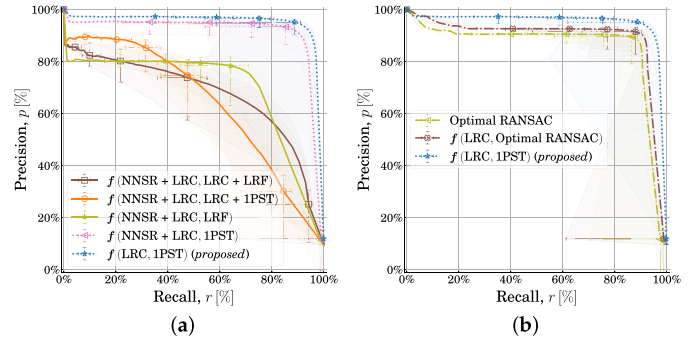 100%
80%
60%
40%
20%
0%
Precision, p [%]
f (NNSR + LRC, LRC + LRF)
f (NNSR + LRC, LRC + 1PST)
f (NNSR + LRC, LRF)
f (NNSR + LRC, 1PST)
f (LRC, 1PST) (proposed)
0% 20% 40% 60% 80% 100%
Recall, r [%]
(a)
100%
80%
60%
40%
20%
0%
Precision, p [%]
Optimal RANSAC
f (LRC, Optimal RANSAC)
f (LRC, 1PST) (proposed)
0% 20% 40% 60% 80% 100%
Recall, r [%]
(b)